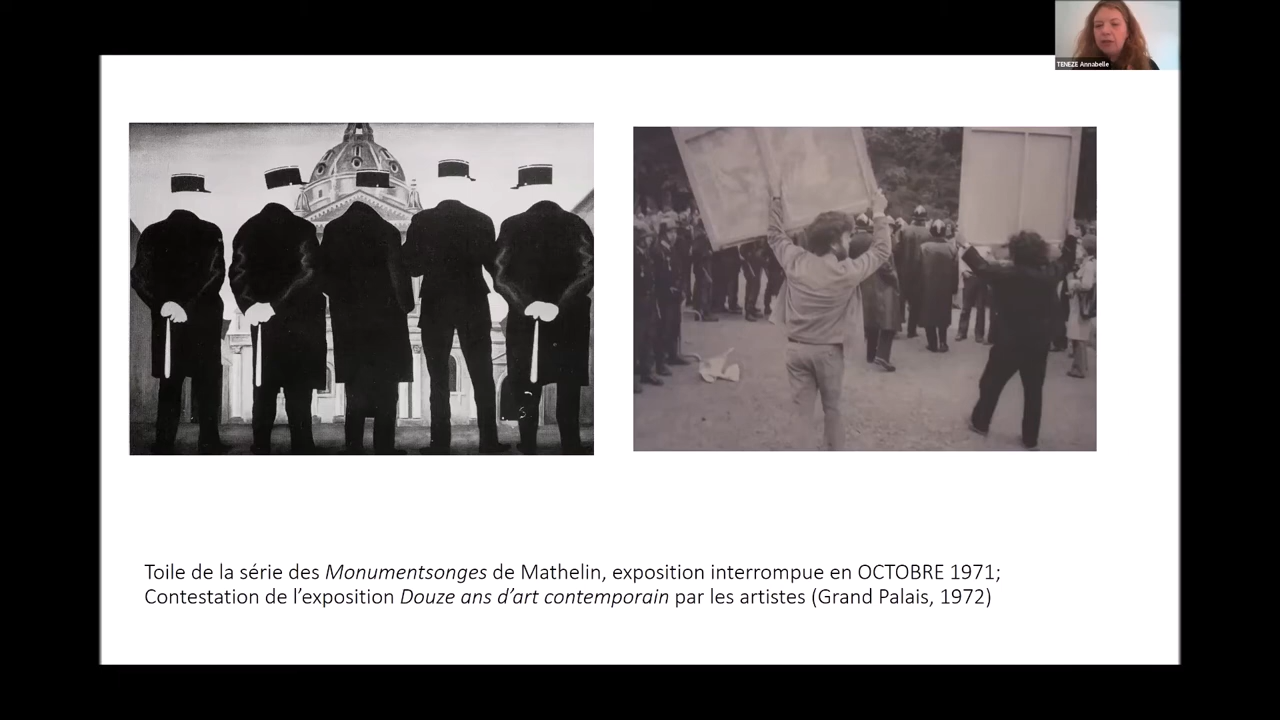 TENEZE Annabelle
Toile de la série des Monumentsonges de Mathelin, exposition interrompue en OCTOBRE 1971;
Contestation de l'exposition Douze ans d'art contemporain par les artistes (Grand Palais, 1972)